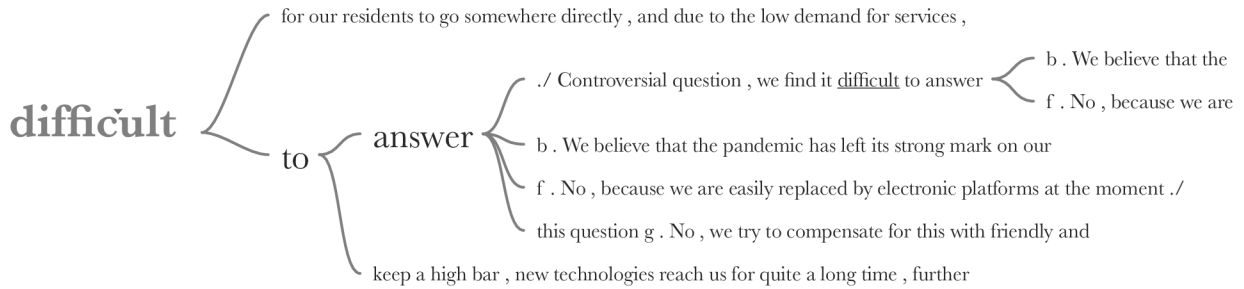 for our residents to go somewhere directly , and due to the low demand for services ,
b . We believe that the
./ Controversial question , we find it difficult to answer
f . No , because we are
difficult
answer
b . We believe that the pandemic has left its strong mark on our
to
f . No , because we are easily replaced by electronic platforms at the moment ./
this question g . No , we try to compensate for this with friendly and
keep a high bar , new technologies reach us for quite a long time , further